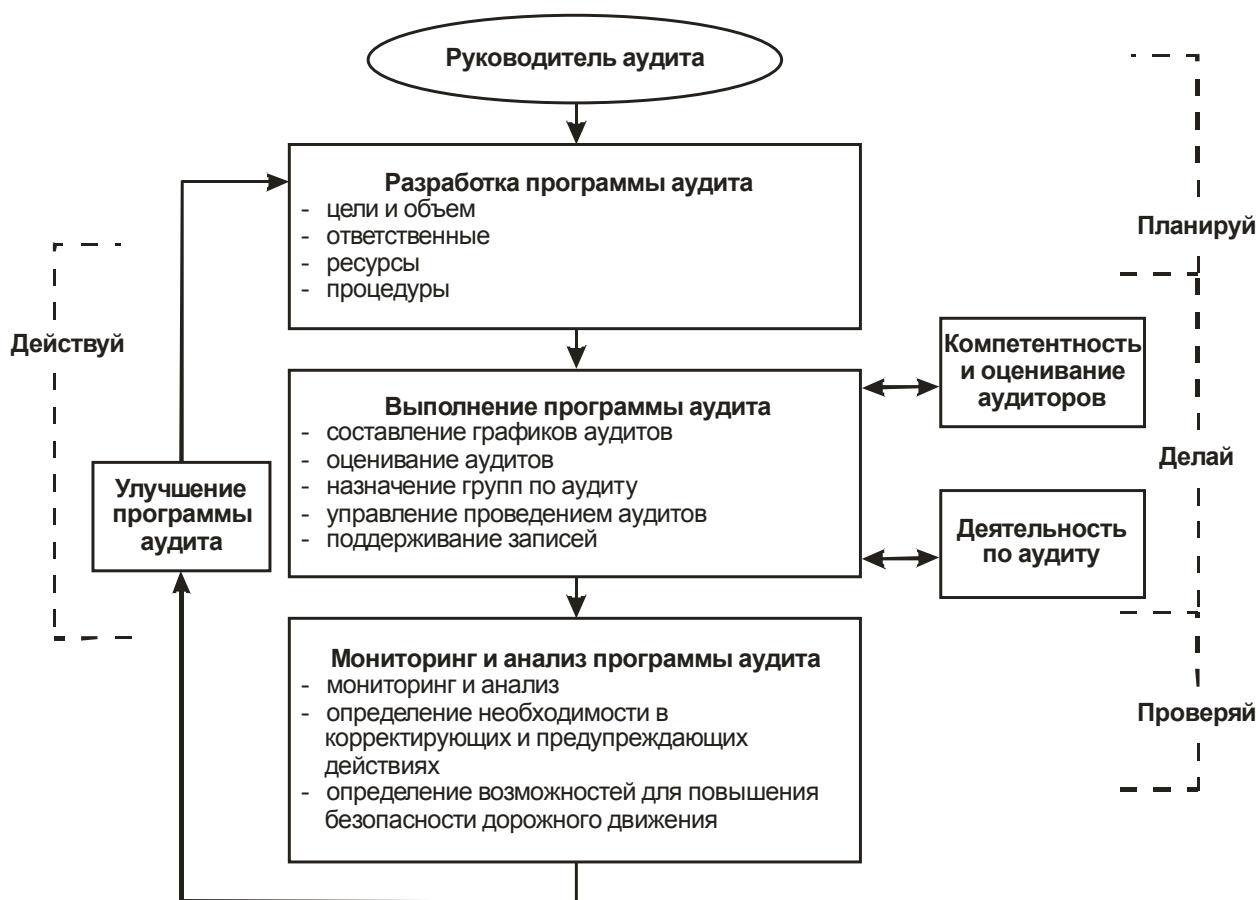 Руководитель аудита
Разработка программы аудита
- цели и объем
- ответственные
- ресурсы
- процедуры
Планируй
Действуй
Компетентность
и оценивание
аудиторов
Выполнение программы аудита
- составление графиков аудитов
- оценивание аудитов
- назначение групп по аудиту
- управление проведением аудитов
- поддерживание записей
Делай
Улучшение
программы
аудита
Деятельность
по аудиту
Мониторинг и анализ программы аудита
- мониторинг и анализ
- определение необходимости в
корректирующих и предупреждающих
действиях
- определение возможностей для повышения
безопасности дорожного движения
Проверяй